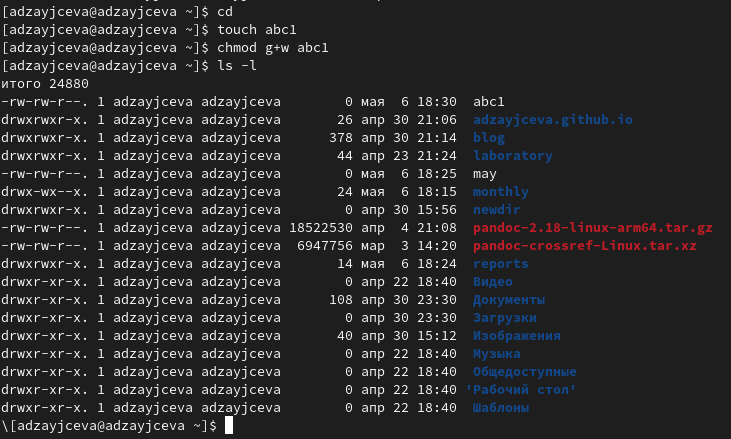 [adzayjceva@adzayjceva ~]$ cd
[adzayjceva@adzayjceva ~]$ touch abc1
[adzayjceva@adzayjceva ~]$ chmod g+w abc1
[adzayjceva@adzayjceva ~]$ ls -l
итого 24880
-rw-rw-r--. 1 adzayjceva adzayjceva        0 мая  6 18:30  abc1
drwxrwxr-x. 1 adzayjceva adzayjceva       26 апр 30 21:06  adzayjceva.github.io
drwxrwxr-x. 1 adzayjceva adzayjceva      378 апр 30 21:14  blog
drwxrwxr-x. 1 adzayjceva adzayjceva       44 апр 23 21:24  laboratory
-rw-rw-r--. 1 adzayjceva adzayjceva        0 мая  6 18:25  may
drwx-wx--x. 1 adzayjceva adzayjceva       24 мая  6 18:15  monthly
drwxrwxr-x. 1 adzayjceva adzayjceva        0 апр 30 15:56  newdir
-rw-rw-r--. 1 adzayjceva adzayjceva 18522530 апр  4 21:08  pandoc-2.18-linux-arm64.tar.gz
-rw-rw-r--. 1 adzayjceva adzayjceva  6947756 мар  3 14:20  pandoc-crossref-Linux.tar.xz
drwxrwxr-x. 1 adzayjceva adzayjceva       14 мая  6 18:24  reports
drwxr-xr-x. 1 adzayjceva adzayjceva        0 апр 22 18:40  Видео
drwxr-xr-x. 1 adzayjceva adzayjceva      108 апр 30 23:30  Документы
drwxr-xr-x. 1 adzayjceva adzayjceva        0 апр 30 23:30  Загрузки
drwxr-xr-x. 1 adzayjceva adzayjceva       40 апр 30 15:12  Изображения
drwxr-xr-x. 1 adzayjceva adzayjceva        0 апр 22 18:40  Музыка
drwxr-xr-x. 1 adzayjceva adzayjceva        0 апр 22 18:40  Общедоступные
drwxr-xr-x. 1 adzayjceva adzayjceva        0 апр 22 18:40 'Рабочий стол'
drwxr-xr-x. 1 adzayjceva adzayjceva        0 апр 22 18:40  Шаблоны
\[adzayjceva@adzayjceva ~]$